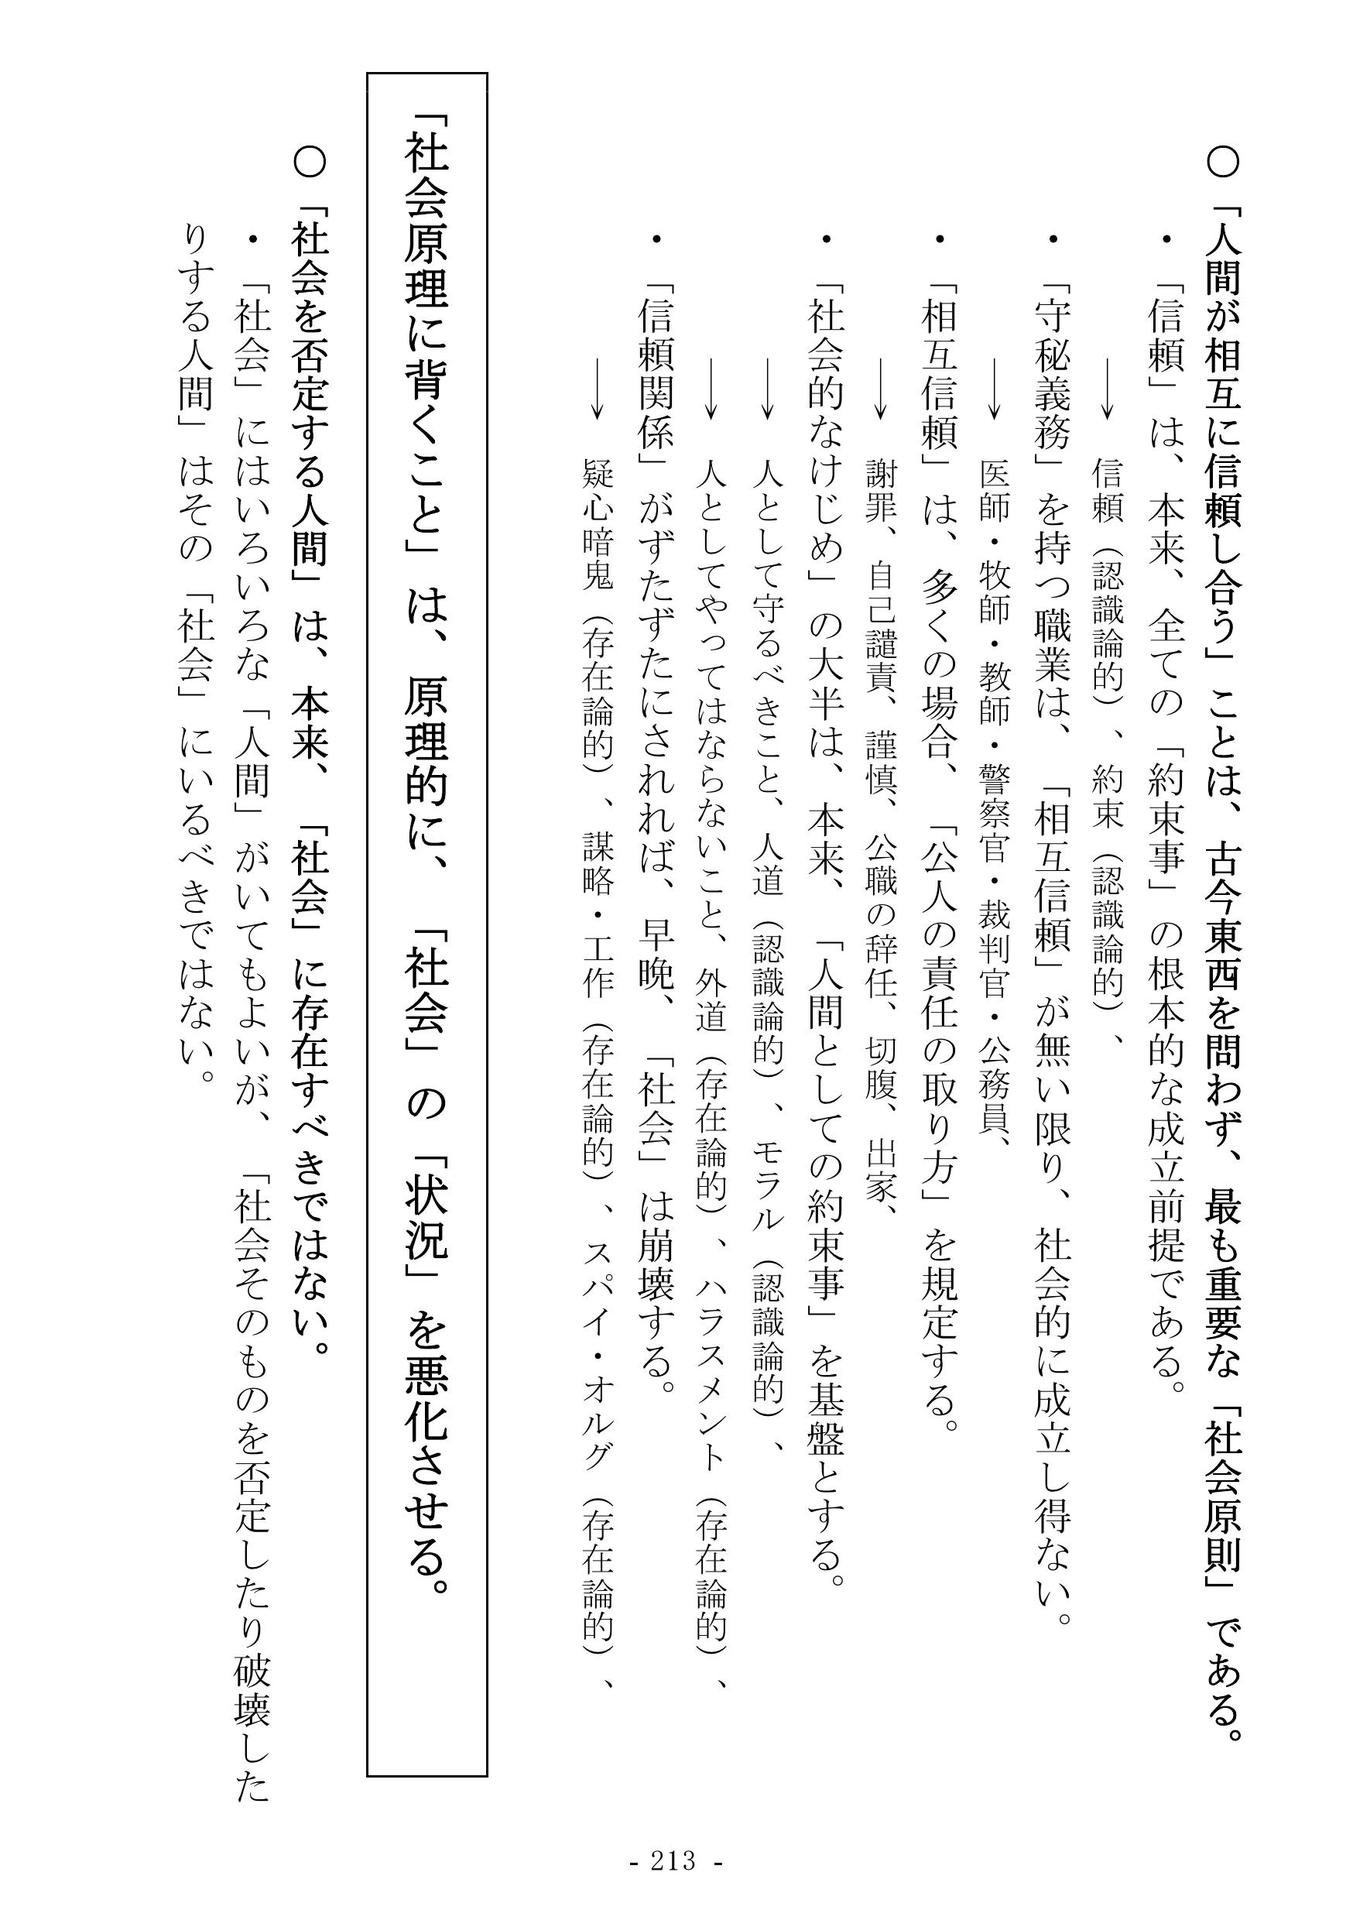 ○「人間が相互に信頼し合う」ことは、古今東西を問わず、最も重要な「社会原則」である。
・「信頼」は、本来、全ての「約束事」の根本的な成立前提である。
→ 信頼（認識論的）、約束（認識論的）、
・「守秘義務」を持つ職業は、「相互信頼」が無い限り、社会的に成立し得ない。
→ 医師・牧師・教師・警察官・裁判官・公務員、
・「相互信頼」は、多くの場合、「公人の責任の取り方」を規定する。
→ 謝罪、自己譴責、謹慎、公職の辞任、切腹、出家、
・「社会的なけじめ」の大半は、本来、「人間としての約束事」を基盤とする。
→ 人として守るべきこと、人道（認識論的）、モラル（認識論的）、
→ 人としてやってはならないこと、外道（存在論的）、ハラスメント（存在論的）、
・「信頼関係」がずたずたにされれば、早晩、「社会」は崩壊する。
→ 疑心暗鬼（存在論的）、謀略・工作（存在論的）、スパイ・オルグ（存在論的）、
「社会原理に背くこと」は、原理的に、「社会」の「状況」を悪化させる。
○「社会を否定する人間」は、本来、「社会」に存在すべきではない。
・「社会」にはいろいろな「人間」がいてもよいが、「社会そのものを否定したり破壊した
りする人間」はその「社会」にいるべきではない。
- 213 -